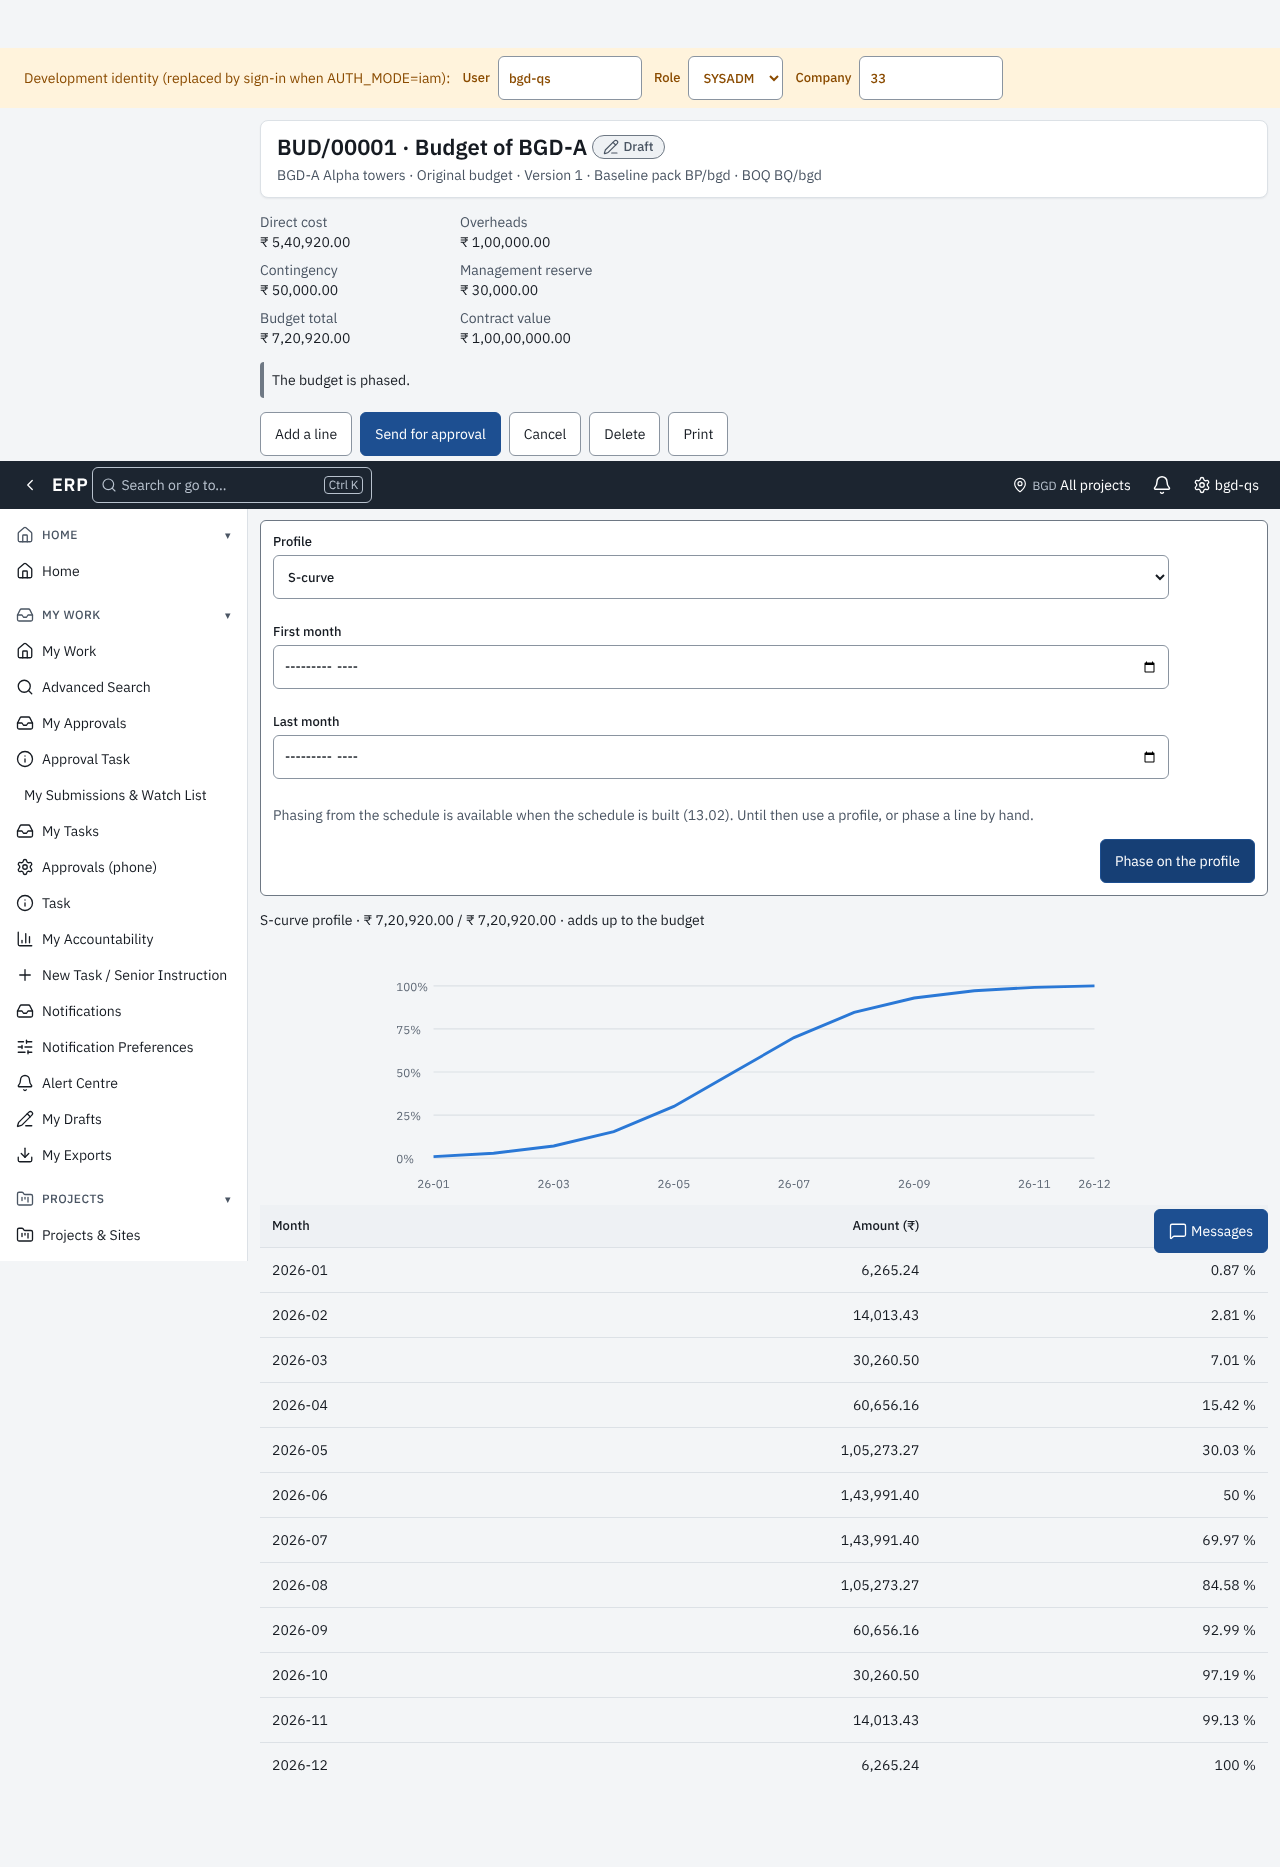 Development identity (replaced by sign-in when AUTH_MODE=iam): User bgd-qs Role SYSADM Company 33
BUD/00001 · Budget of BGD-A Draft
BGD-A Alpha towers · Original budget · Version 1 · Baseline pack BP/bgd · BOQ BQ/bgd
Direct cost Overheads
₹ 5,40,920.00 ₹ 1,00,000.00
Contingency Management reserve
₹ 50,000.00 ₹ 30,000.00
Budget total Contract value
₹ 7,20,920.00 ₹ 1,00,00,000.00
The budget is phased.
Add a line Send for approval Cancel Delete Print
ERP Search or go to... Ctrl K BGD All projects bgd-qs
HOME
Home
MY WORK
My Work
Advanced Search
My Approvals
Approval Task
My Submissions & Watch List
My Tasks
Approvals (phone)
Task
My Accountability
New Task / Senior Instruction
Notifications
Notification Preferences
Alert Centre
My Drafts
My Exports
PROJECTS
Projects & Sites
Profile
S-curve
First month
--------- ----
Last month
--------- ----
Phasing from the schedule is available when the schedule is built (13.02). Until then use a profile, or phase a line by hand.
Phase on the profile
S-curve profile · ₹ 7,20,920.00 / ₹ 7,20,920.00 · adds up to the budget
100%
75%
50%
25%
0%
26-01 26-03 26-05 26-07 26-09 26-11 26-12
Month Amount (₹)
Messages
2026-01 6,265.24 0.87 %
2026-02 14,013.43 2.81 %
2026-03 30,260.50 7.01 %
2026-04 60,656.16 15.42 %
2026-05 1,05,273.27 30.03 %
2026-06 1,43,991.40 50 %
2026-07 1,43,991.40 69.97 %
2026-08 1,05,273.27 84.58 %
2026-09 60,656.16 92.99 %
2026-10 30,260.50 97.19 %
2026-11 14,013.43 99.13 %
2026-12 6,265.24 100 %